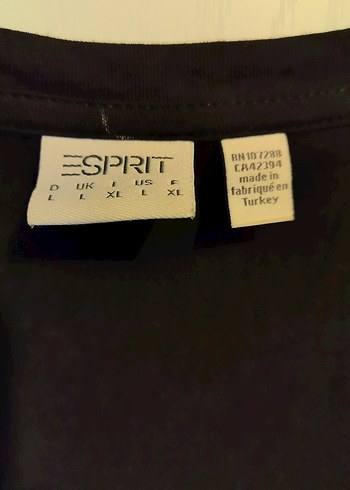 ESPRIT
D UK I US F
L L XL L XL
RN107288
CA42394
made in
fabriqué en
Turkey